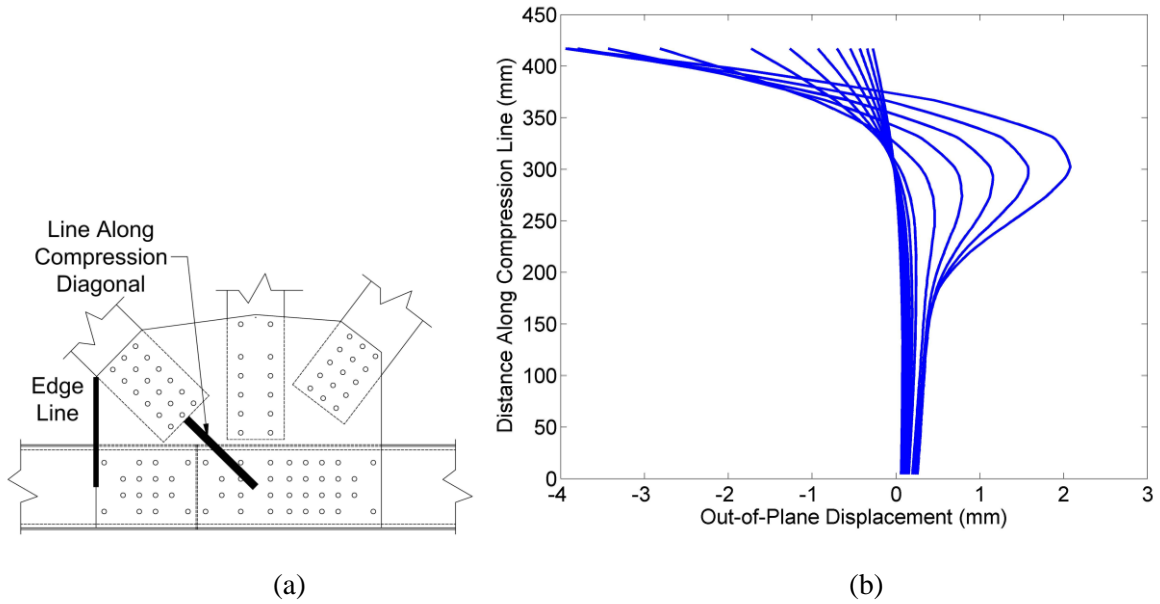 Line Along
Compression
Diagonal
Edge
Line
(a)
450
400
350
300
250
200
150
100
50
0
Distance Along Compression Line (mm)
-4
-3
-2
-1
0
1
2
3
Out-of-Plane Displacement (mm)
(b)